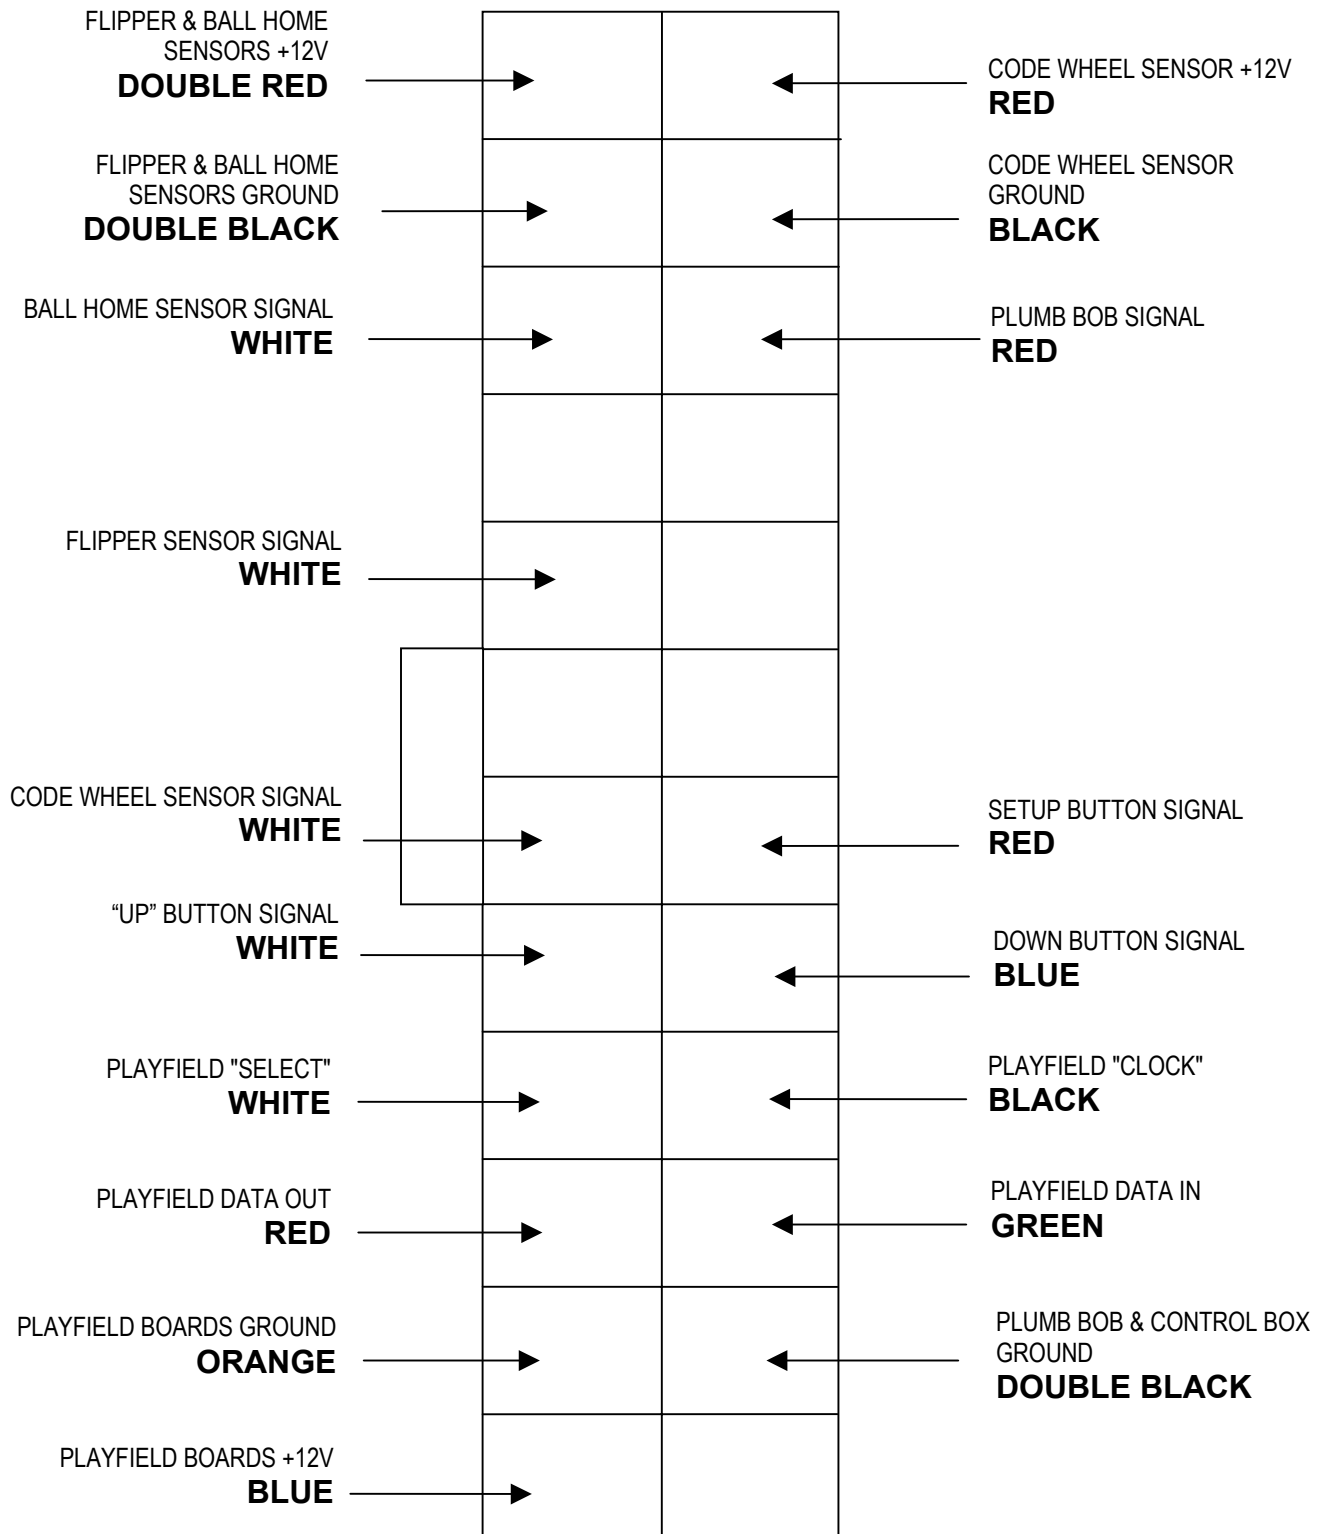 FLIPPER & BALL HOME
SENSORS +12V
DOUBLE RED
CODE WHEEL SENSOR +12V
RED
FLIPPER & BALL HOME
SENSORS GROUND
DOUBLE BLACK
CODE WHEEL SENSOR
GROUND
BLACK
BALL HOME SENSOR SIGNAL
WHITE
PLUMB BOB SIGNAL
RED
FLIPPER SENSOR SIGNAL
WHITE
CODE WHEEL SENSOR SIGNAL
WHITE
SETUP BUTTON SIGNAL
RED
“UP” BUTTON SIGNAL
WHITE
DOWN BUTTON SIGNAL
BLUE
PLAYFIELD "SELECT"
WHITE
PLAYFIELD "CLOCK"
BLACK
PLAYFIELD DATA OUT
RED
PLAYFIELD DATA IN
GREEN
PLAYFIELD BOARDS GROUND
ORANGE
PLUMB BOB & CONTROL BOX
GROUND
DOUBLE BLACK
PLAYFIELD BOARDS +12V
BLUE